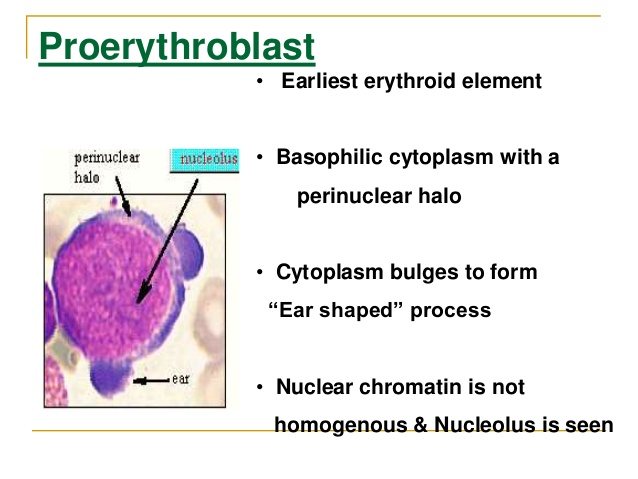 Proerythroblast
• Earliest erythroid element
perinuclear
halo
nucleolus
• Basophilic cytoplasm with a
perinuclear halo
• Cytoplasm bulges to form
“Ear shaped” process
ear
• Nuclear chromatin is not
homogenous & Nucleolus is seen